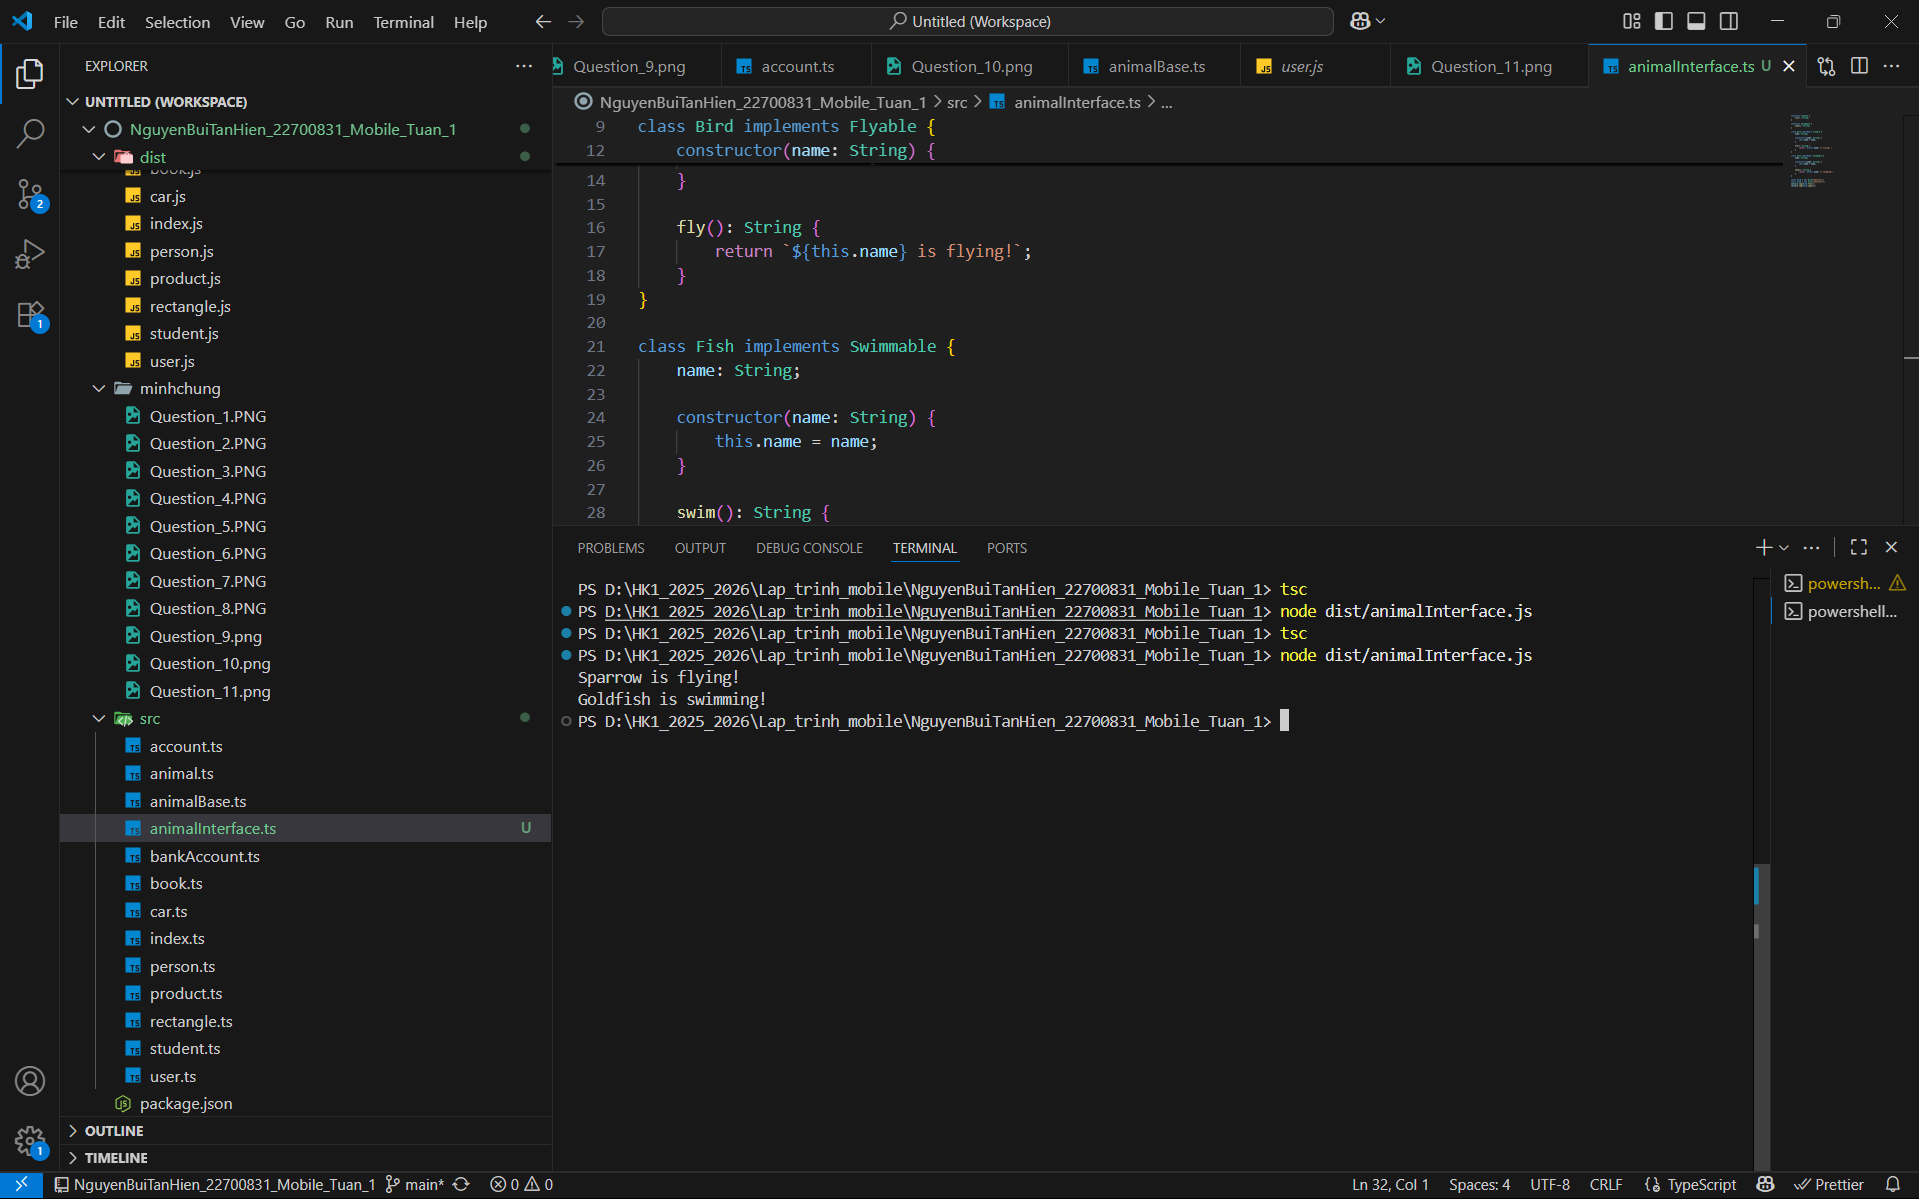 File Edit Selection View Go Run Terminal Help
Untitled (Workspace)
EXPLORER
UNTITLED (WORKSPACE)
NguyenBuiTanHien_22700831_Mobile_Tuan_1
dist
book.js
car.js
index.js
person.js
product.js
rectangle.js
student.js
user.js
minhchung
Question_1.PNG
Question_2.PNG
Question_3.PNG
Question_4.PNG
Question_5.PNG
Question_6.PNG
Question_7.PNG
Question_8.PNG
Question_9.png
Question_10.png
Question_11.png
src
account.ts
animal.ts
animalBase.ts
animalInterface.ts U
bankAccount.ts
book.ts
car.ts
index.ts
person.ts
product.ts
rectangle.ts
student.ts
user.ts
package.json
OUTLINE
TIMELINE
2
1
1
Question_9.png account.ts Question_10.png animalBase.ts user.js Question_11.png animalInterface.ts U
NguyenBuiTanHien_22700831_Mobile_Tuan_1 > src > animalInterface.ts > ...
9 class Bird implements Flyable {
12 constructor(name: String) {
14 }
15
16 fly(): String {
17 return `${this.name} is flying!`;
18 }
19 }
20
21 class Fish implements Swimmable {
22 name: String;
23
24 constructor(name: String) {
25 this.name = name;
26 }
27
28 swim(): String {
PROBLEMS OUTPUT DEBUG CONSOLE TERMINAL PORTS
PS D:\HK1_2025_2026\Lap_trinh_mobile\NguyenBuiTanHien_22700831_Mobile_Tuan_1> tsc
PS D:\HK1_2025_2026\Lap_trinh_mobile\NguyenBuiTanHien_22700831_Mobile_Tuan_1> node dist/animalInterface.js
PS D:\HK1_2025_2026\Lap_trinh_mobile\NguyenBuiTanHien_22700831_Mobile_Tuan_1> tsc
PS D:\HK1_2025_2026\Lap_trinh_mobile\NguyenBuiTanHien_22700831_Mobile_Tuan_1> node dist/animalInterface.js
Sparrow is flying!
Goldfish is swimming!
PS D:\HK1_2025_2026\Lap_trinh_mobile\NguyenBuiTanHien_22700831_Mobile_Tuan_1>
powersh...
powershell...
NguyenBuiTanHien_22700831_Mobile_Tuan_1 main* 0 0 Ln 32, Col 1 Spaces: 4 UTF-8 CRLF TypeScript Prettier